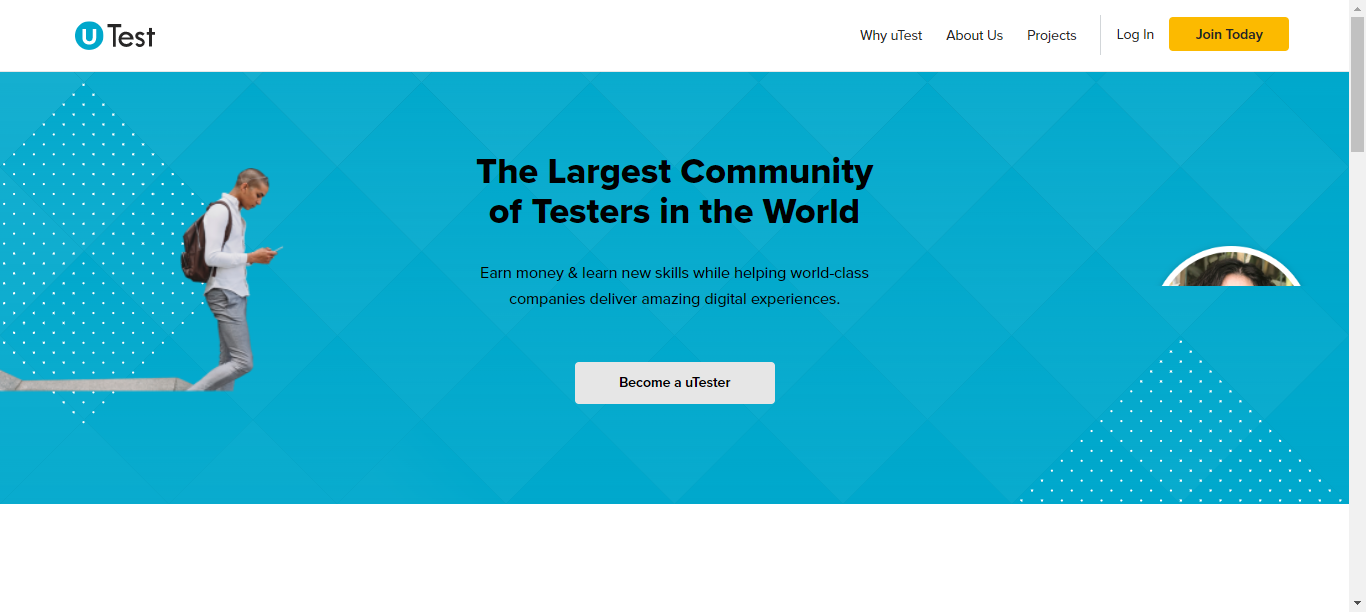 u Test
Why uTest
About Us
Projects
Log In
Join Today
The Largest Community
of Testers in the World
Earn money & learn new skills while helping world-class
companies deliver amazing digital experiences.
Become a uTester